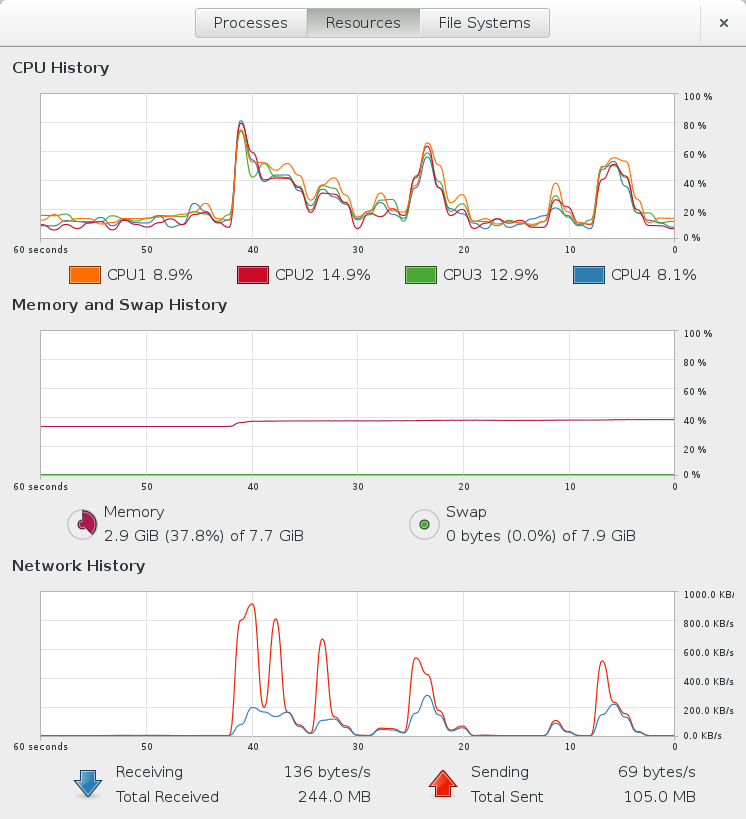 Processes Resources File Systems ×
CPU History
100 %
80 %
60 %
40 %
20 %
0 %
60 seconds 50 40 30 20 10 0
CPU1 8.9% CPU2 14.9% CPU3 12.9% CPU4 8.1%
Memory and Swap History
100 %
80 %
60 %
40 %
20 %
0 %
60 seconds 50 40 30 20 10 0
Memory Swap
2.9 GiB (37.8%) of 7.7 GiB 0 bytes (0.0%) of 7.9 GiB
Network History
1000.0 KB/
800.0 KB/s
600.0 KB/s
400.0 KB/s
200.0 KB/s
0.0 KB/s
60 seconds 50 40 30 20 10 0
Receiving 136 bytes/s Sending 69 bytes/s
Total Received 244.0 MB Total Sent 105.0 MB